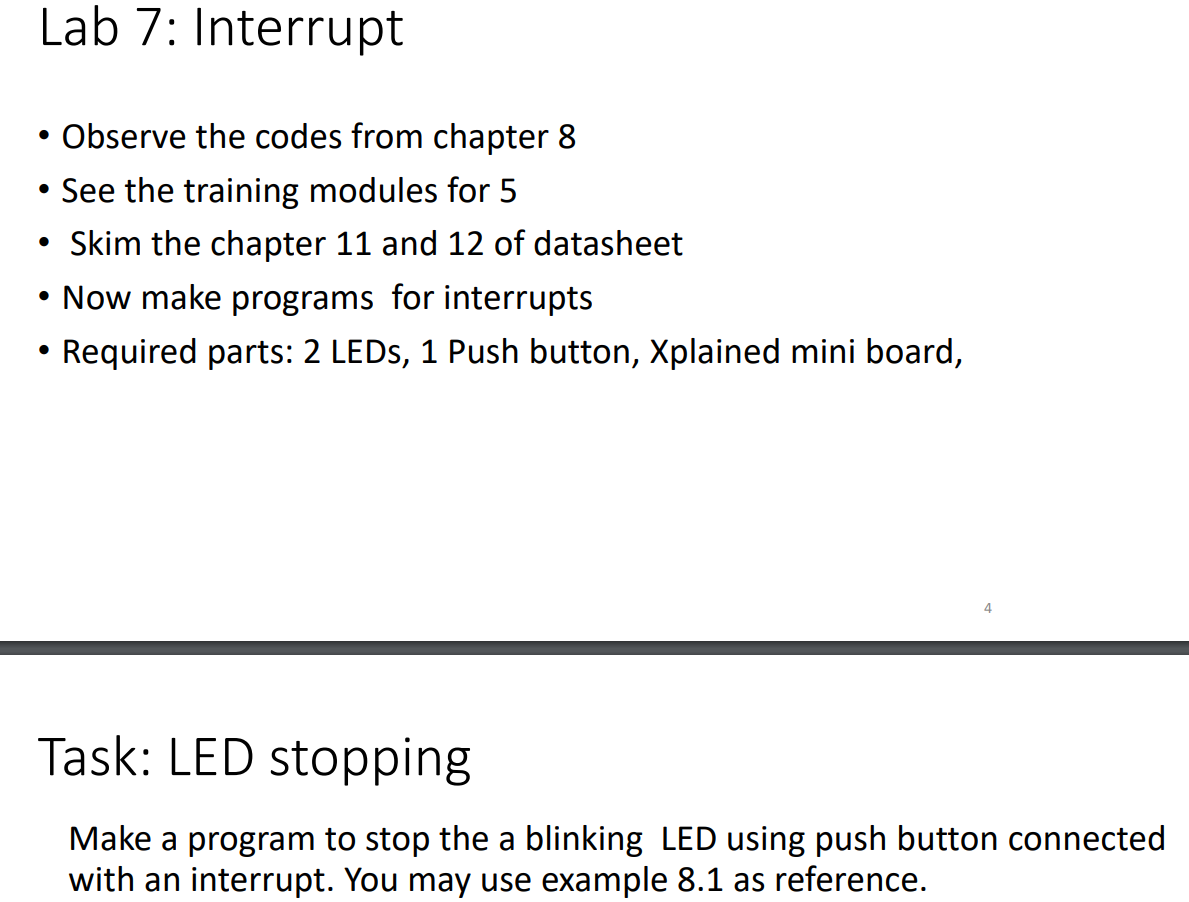 Lab 7: Interrupt
• Observe the codes from chapter 8
• See the training modules for 5
• Skim the chapter 11 and 12 of datasheet
• Now make programs for interrupts
• Required parts: 2 LEDs, 1 Push button, Xplained mini board,
4
Task: LED stopping
Make a program to stop the a blinking LED using push button connected
with an interrupt. You may use example 8.1 as reference.